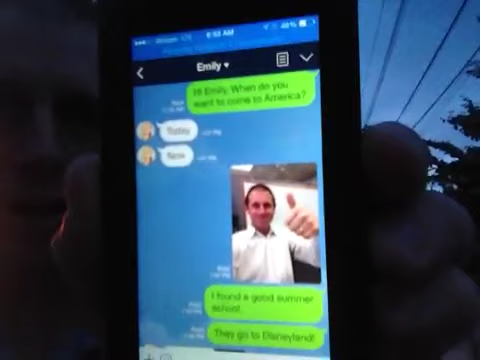 Emily
Hi Emily, When do you
want to come to America?
Today
Now
I found a good summer
school.
They go to Disneyland!